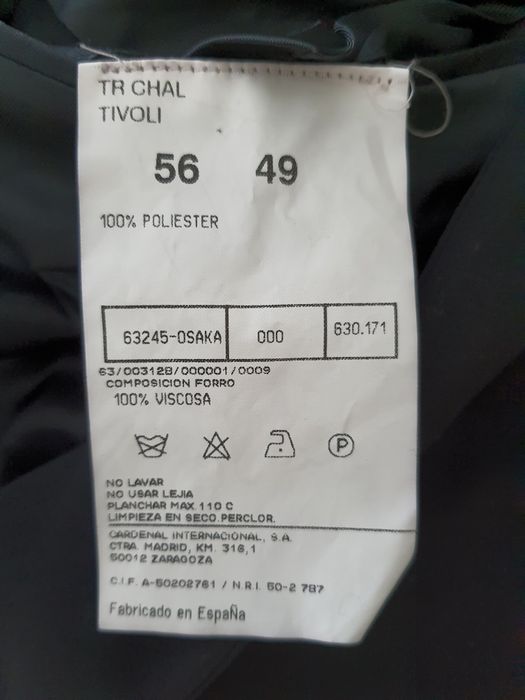 TR CHAL
TIVOLI
56 49
100% POLIESTER
63245-OSAKA 000 630.171
63/003128/000001/0009
COMPOSICION FORRO
100% VISCOSA
P
NO LAVAR
NO USAR LEJIA
PLANCHAR MAX.110 C
LIMPIEZA EN SECO.PERCLOR.
CARDENAL INTERNACIONAL, S.A.
CTRA. MADRID, KM. 316,1
50012 ZARAGOZA
C.I.F. A-50202761 / N.R.I. 50-2 787
Fabricado en EspaÑa